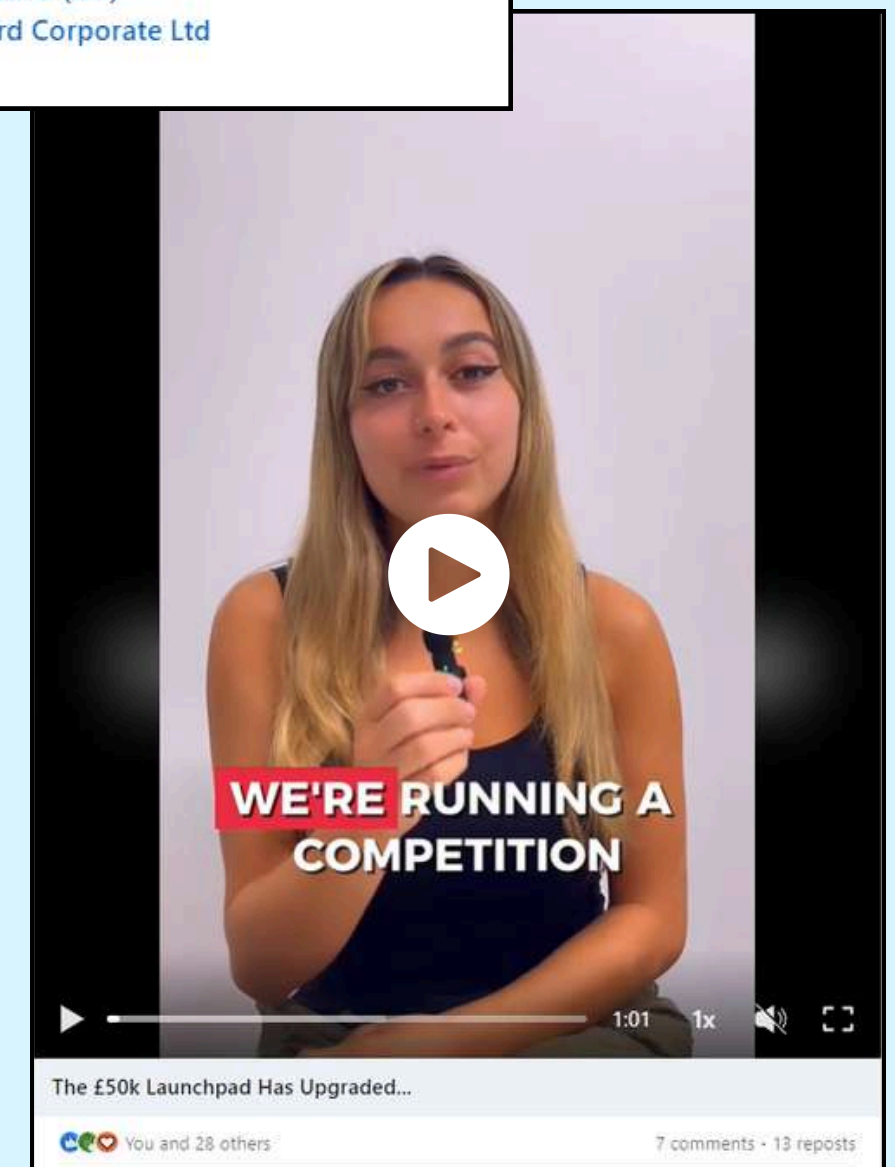 rd Corporate Ltd
WE'RE RUNNING A
COMPETITION
1:01 1x
The £50k Launchpad Has Upgraded...
You and 28 others 7 comments · 13 reposts